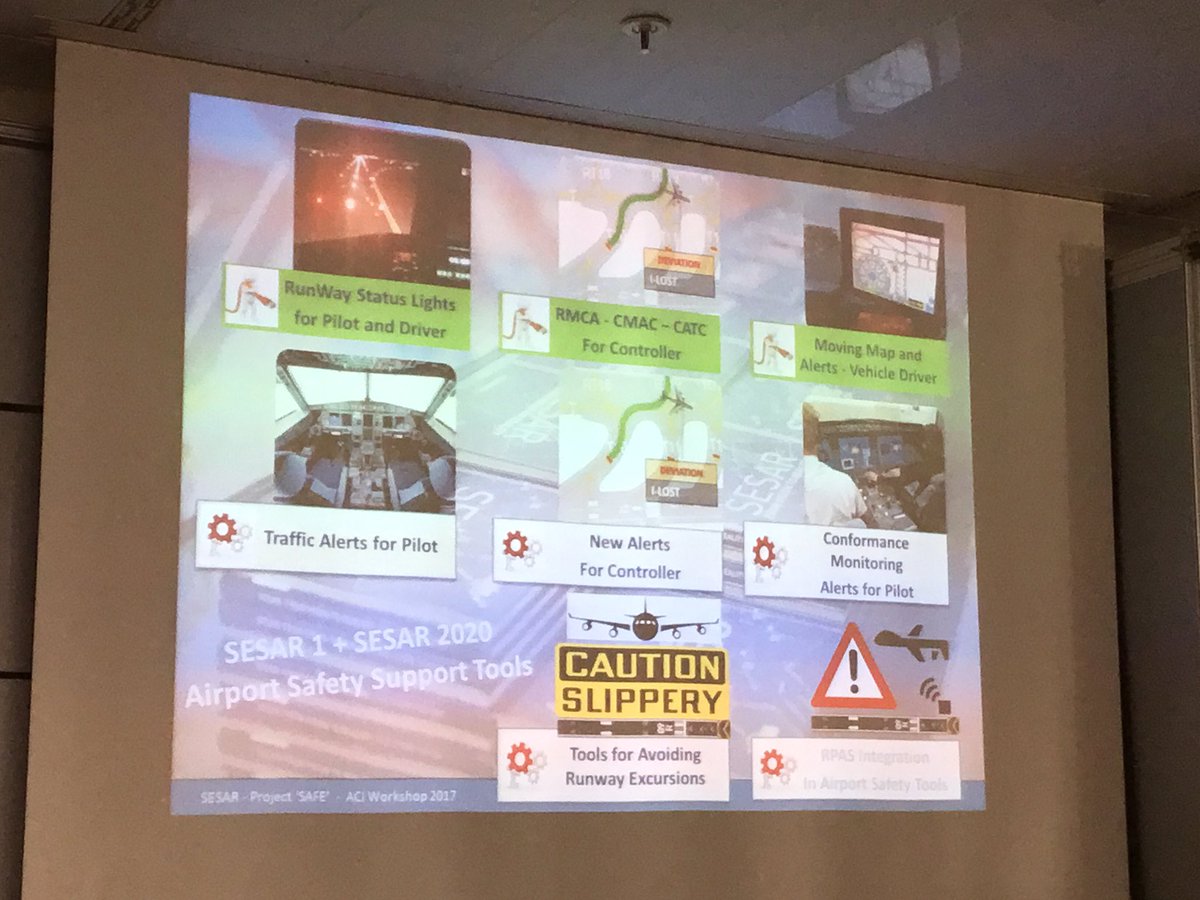 RunWay Status Lights
for Pilot and Driver
DEVIATION
I-LOST
RMCA - CMAC – CATC
For Controller
Moving Map and
Alerts - Vehicle Driver
Traffic Alerts for Pilot
DEVIATION
I-LOST
New Alerts
For Controller
SESAR
Conformance
Monitoring
Alerts for Pilot
SESAR 1 + SESAR 2020
Airport Safety Support Tools
CAUTION
SLIPPERY
Tools for Avoiding
Runway Excursions
RPAS Integration
In Airport Safety Tools
SESAR - Project 'SAFE' - ACI Workshop 2017